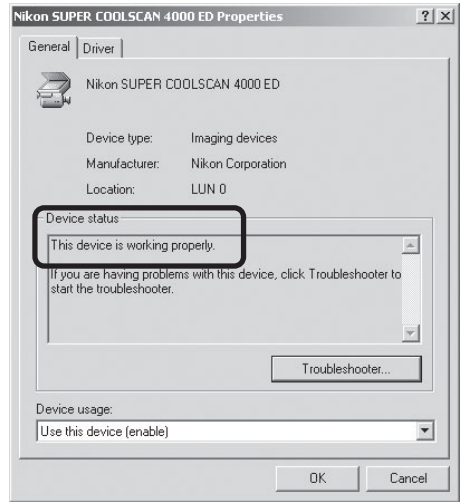 Nikon SUPER COOLSCAN 4000 ED Properties
General Driver
Nikon SUPER COOLSCAN 4000 ED
Device type: Imaging devices
Manufacturer: Nikon Corporation
Location: LUN 0
Device status
This device is working properly.
If you are having problems with this device, click Troubleshooter to
start the troubleshooter.
Troubleshooter...
Device usage:
Use this device (enable)
OK Cancel